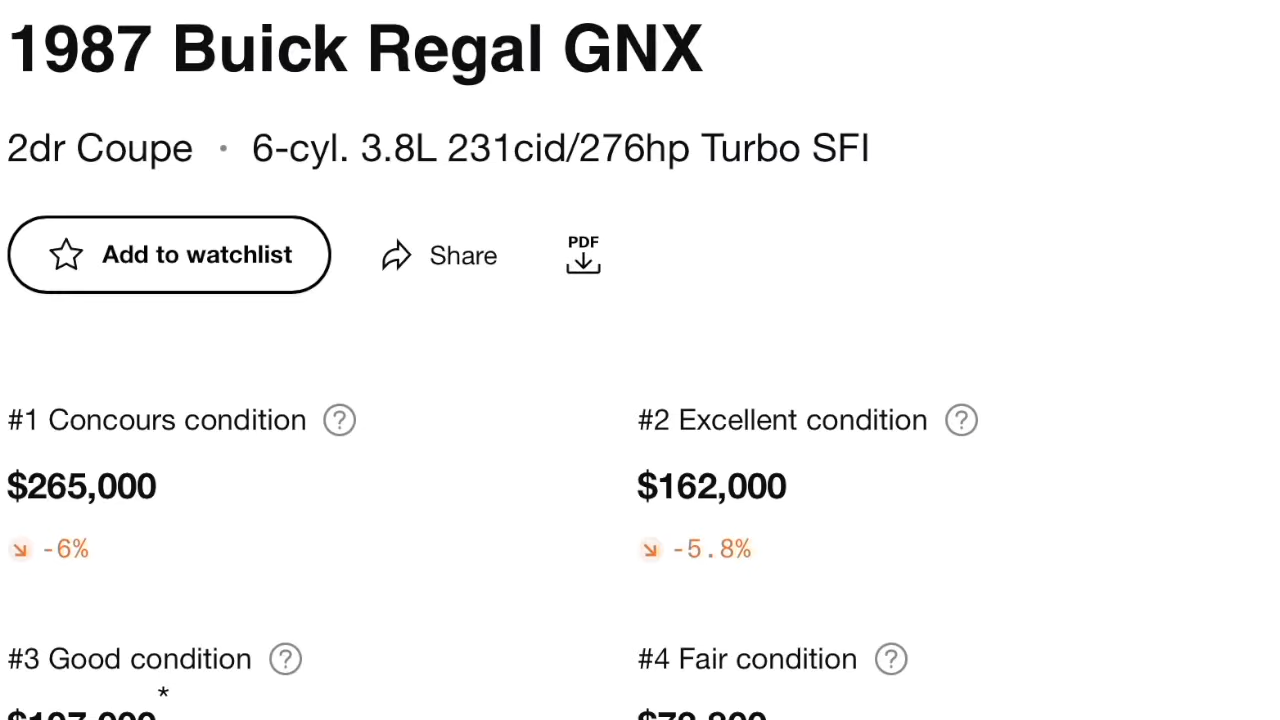 1987 Buick Regal GNX
2dr Coupe • 6-cyl. 3.8L 231cid/276hp Turbo SFI
Add to watchlist Share PDF
#1 Concours condition ? #2 Excellent condition ?
$265,000 $162,000
-6% -5.8%
#3 Good condition ? #4 Fair condition ?
*